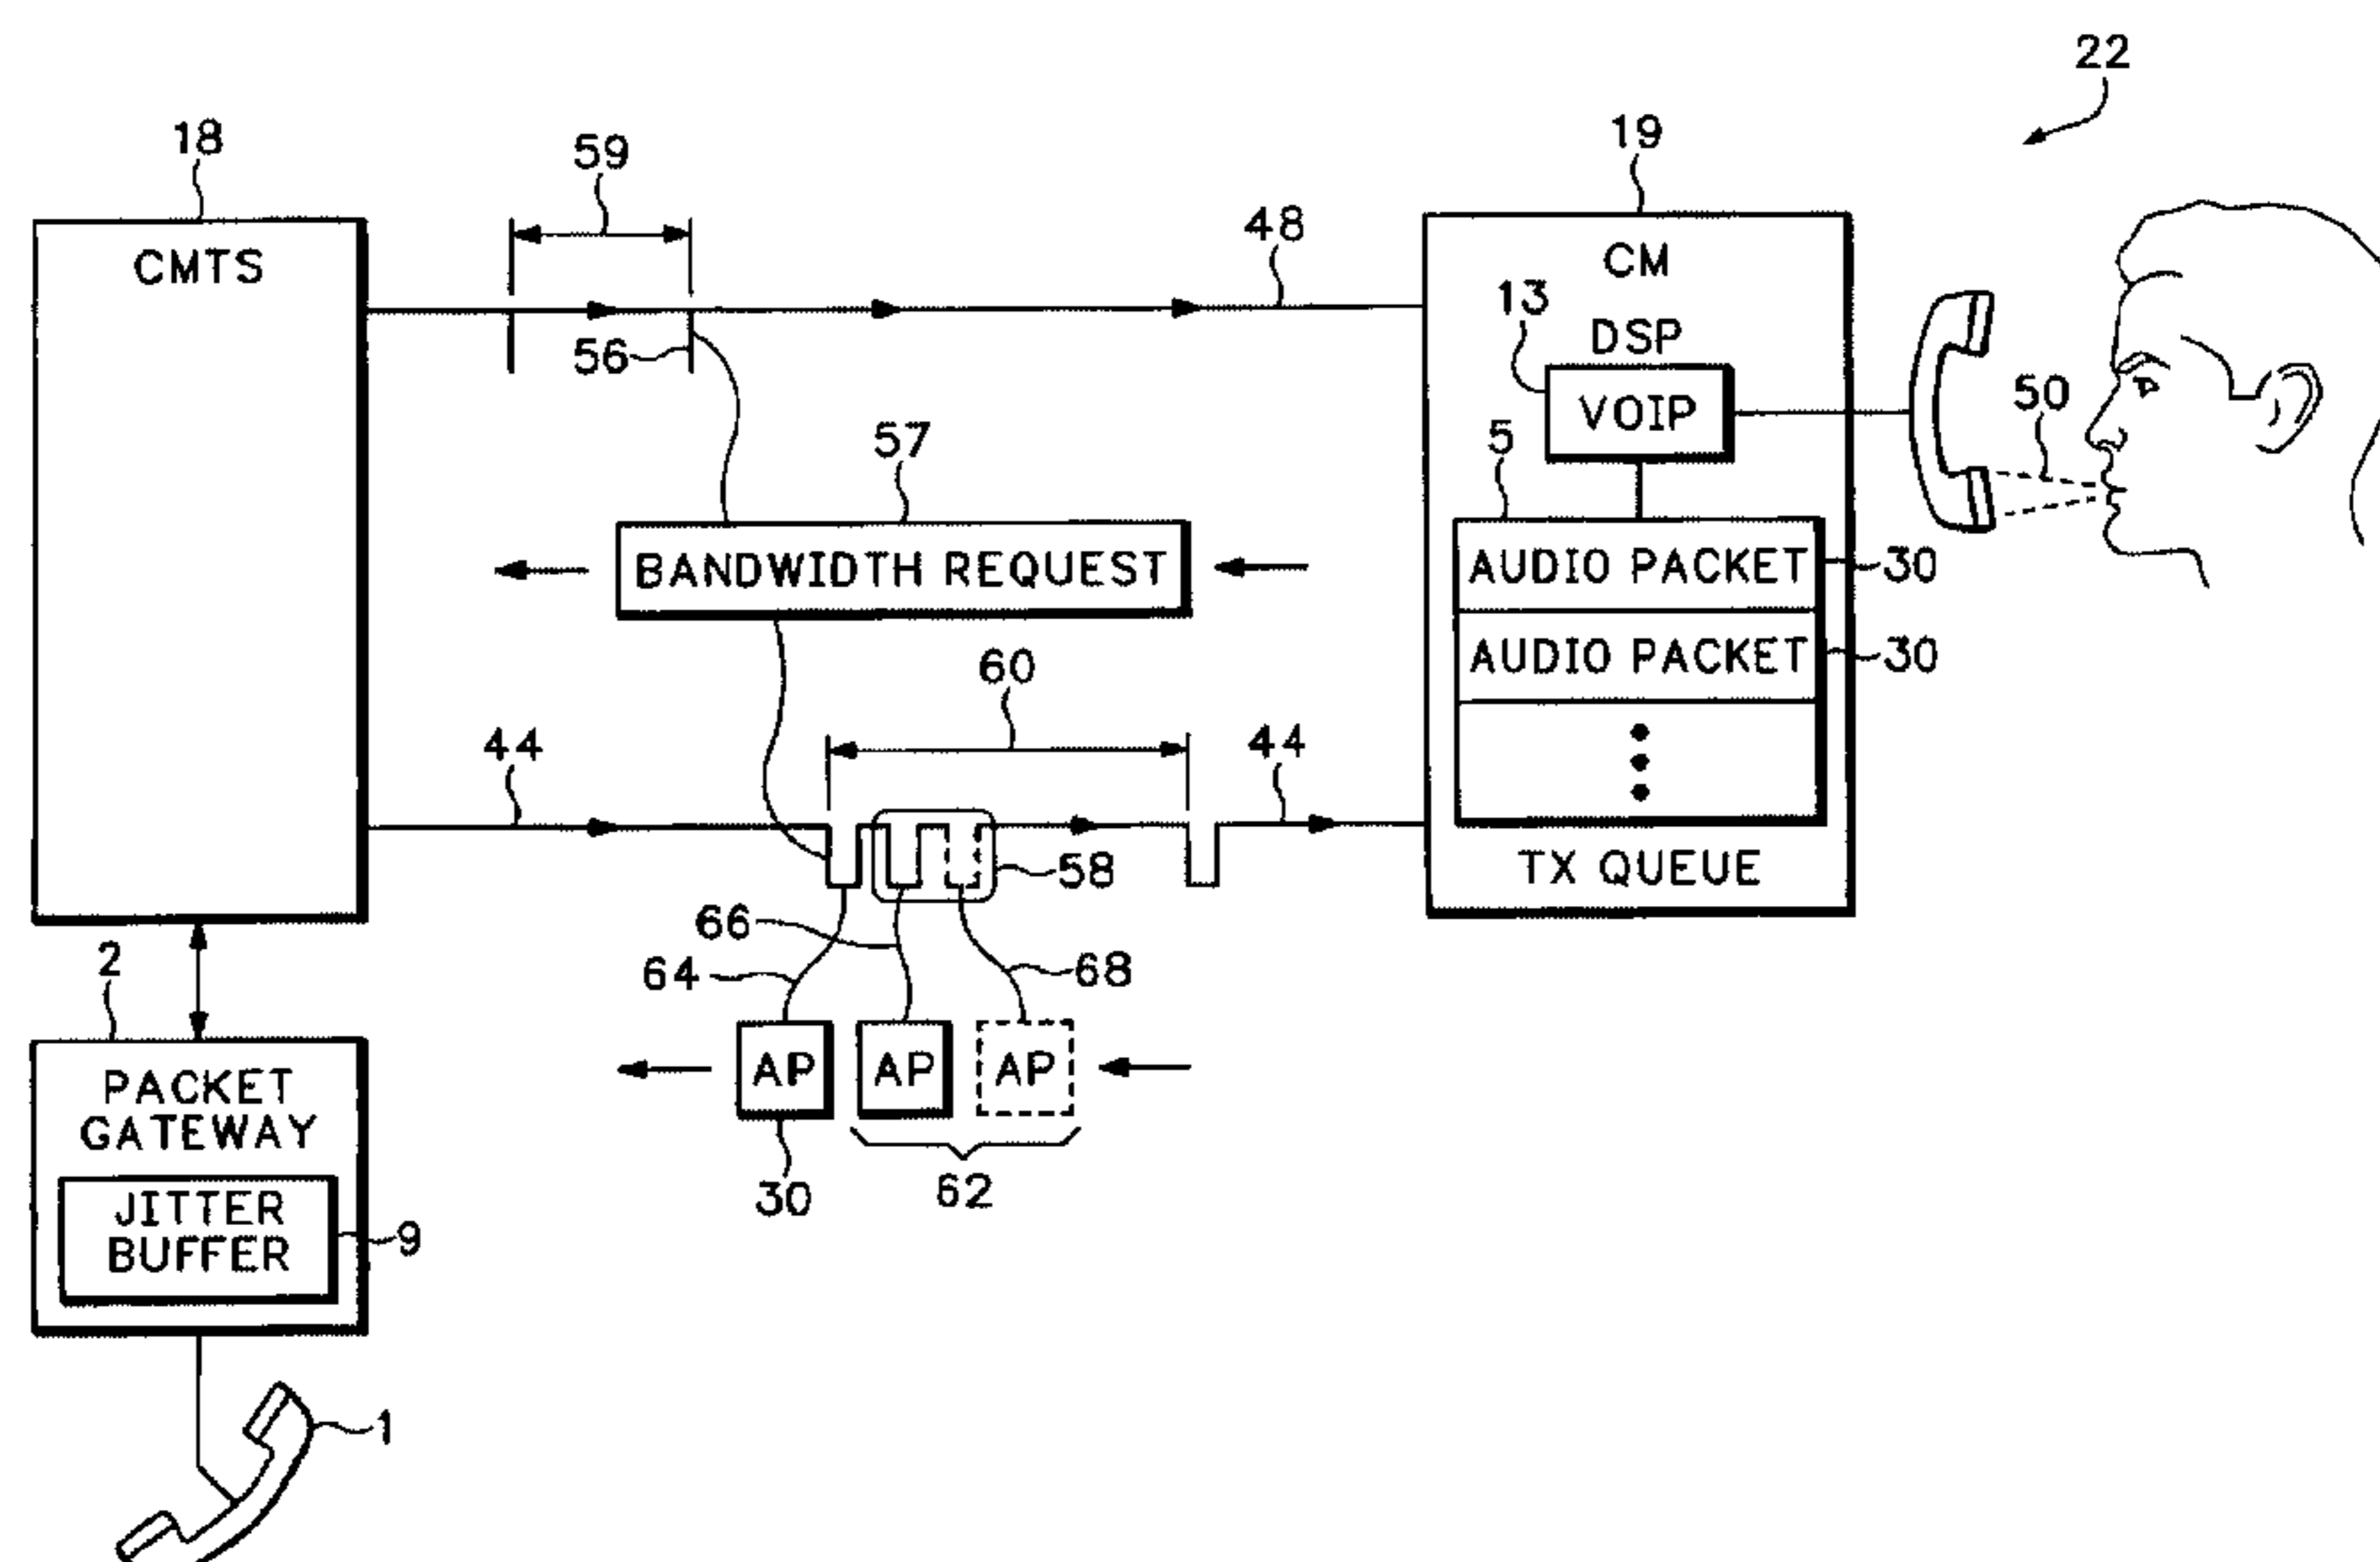 22
18
59
19
48
CMTS
CM
13
DSP
56
VOIP
50
57
5
BANDWIDTH REQUEST
AUDIO PACKET
30
AUDIO PACKET
30
60
44
44
58
TX QUEUE
66
2
64
68
PACKET
GATEWAY
AP
AP
AP
JITTER
BUFFER
9
30
62
1